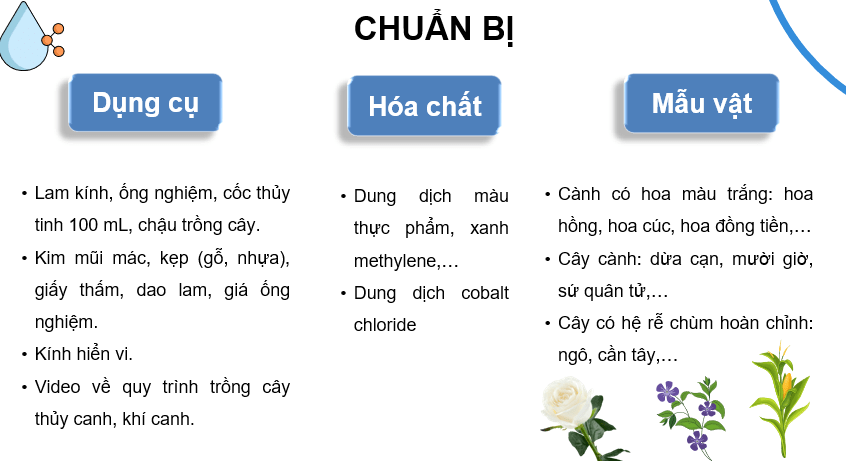 CHUẨN BỊ
Dụng cụ
• Lam kính, ống nghiệm, cốc thủy
tinh 100 mL, chậu trồng cây.
• Kim mũi mác, kẹp (gỗ, nhựa),
giấy thấm, dao lam, giá ống
nghiệm.
• Kính hiển vi.
• Video về quy trình trồng cây
thủy canh, khí canh.
Hóa chất
• Dung dịch màu
thực phẩm, xanh
methylene,…
• Dung dịch cobalt
chloride
Mẫu vật
• Cành có hoa màu trắng: hoa
hồng, hoa cúc, hoa đồng tiền,…
• Cây cành: dừa cạn, mười giờ,
sứ quân tử,…
• Cây có hệ rễ chùm hoàn chỉnh:
ngô, cần tây,…